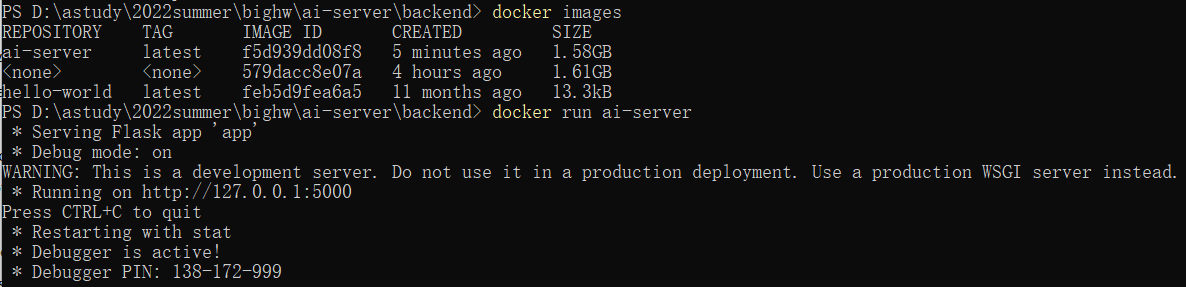 PS D:\astudy\2022summer\bighw\ai-server\backend> docker images
REPOSITORY TAG IMAGE ID CREATED SIZE
ai-server latest f5d939dd08f8 5 minutes ago 1.58GB
<none> <none> 579dacc8e07a 4 hours ago 1.61GB
hello-world latest feb5d9fea6a5 11 months ago 13.3kB
PS D:\astudy\2022summer\bighw\ai-server\backend> docker run ai-server
* Serving Flask app 'app'
* Debug mode: on
WARNING: This is a development server. Do not use it in a production deployment. Use a production WSGI server instead.
* Running on http://127.0.0.1:5000
Press CTRL+C to quit
* Restarting with stat
* Debugger is active!
* Debugger PIN: 138-172-999